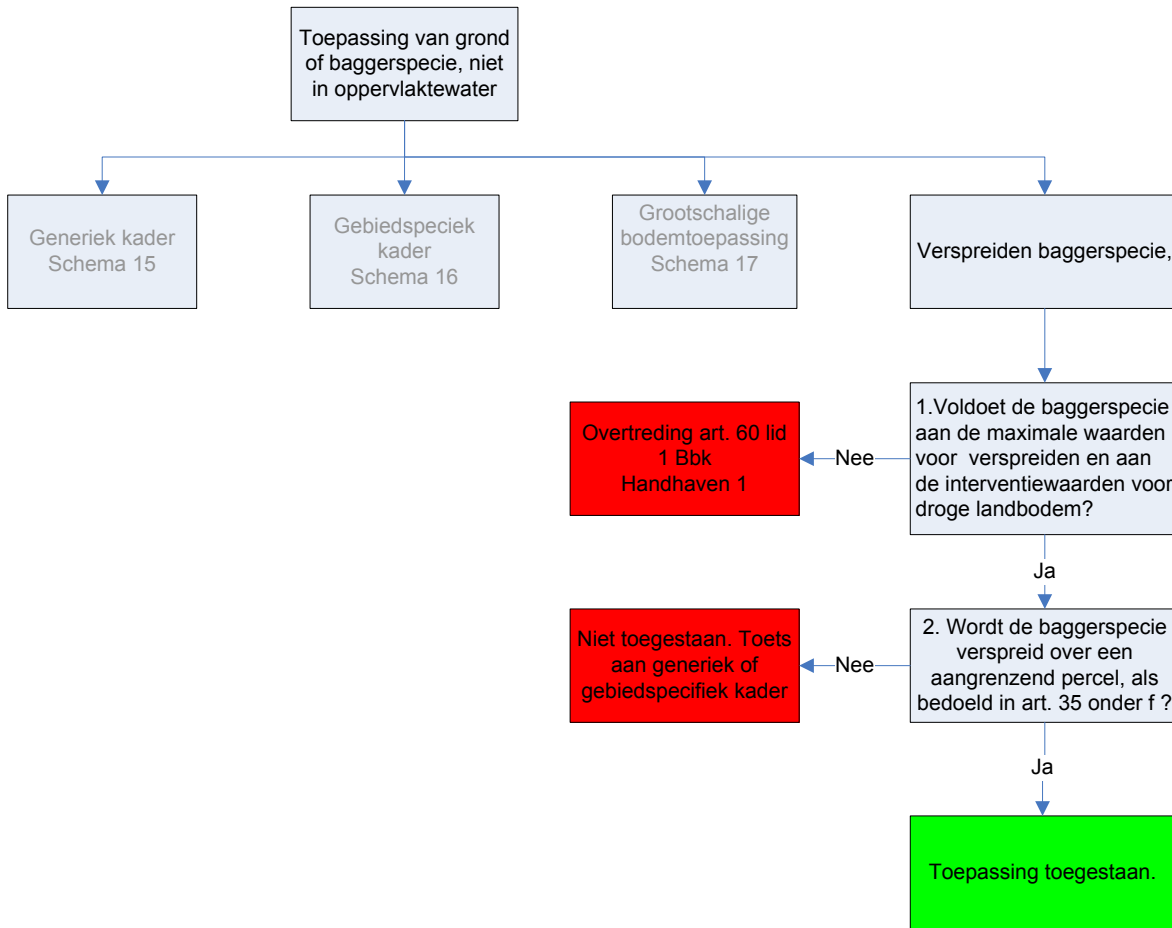 Toepassing van grond
of baggerspecie, niet
in oppervlaktewater
Generiek kader
Schema 15
Gebiedspeciek
kader
Schema 16
Grootschalige
bodemtoepassing
Schema 17
Verspreiden baggerspecie,
1.Voldoet de baggerspecie
aan de maximale waarden
voor verspreiden en aan
de interventiewaarden voor
droge landbodem?
Nee
Overtreding art. 60 lid
1 Bbk
Handhaven 1
Ja
2. Wordt de baggerspecie
verspreid over een
aangrenzend percel, als
bedoeld in art. 35 onder f ?
Nee
Niet toegestaan. Toets
aan generiek of
gebiedspecifiek kader
Ja
Toepassing toegestaan.